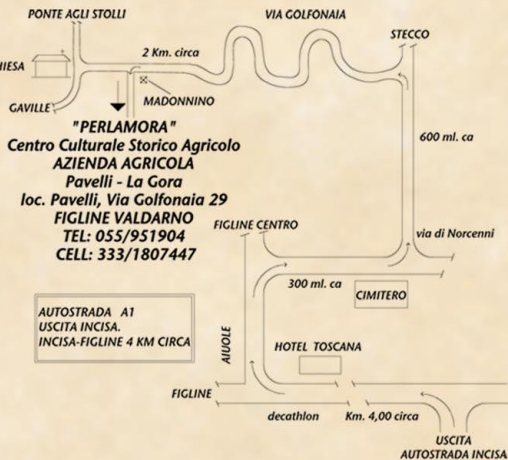 PONTE AGLI STOLLI
VIA GOLFONAIA
STECCO
2 Km. circa
HIESA
MADONNINO
GAVILLE
"PERLAMORA"
Centro Culturale Storico Agricolo
AZIENDA AGRICOLA
Pavelli - La Gora
loc. Pavelli, Via Golfonaia 29
FIGLINE VALDARNO
TEL: 055/951904
CELL: 333/1807447
600 ml. ca
FIGLINE CENTRO
via di Norcenni
300 ml. ca
CIMITERO
AUTOSTRADA A1
USCITA INCISA.
INCISA-FIGLINE 4 KM CIRCA
AIUOLE
HOTEL TOSCANA
FIGLINE
decathlon
Km. 4,00 circa
USCITA
AUTOSTRADA INCISA